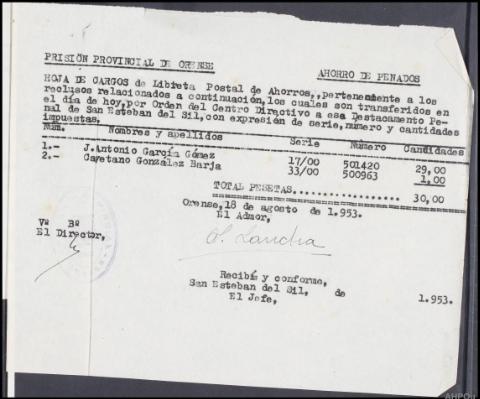 PRISIÓN PROVINCIAL DE ORENSE AHORRO DE PENADOS
HOJA DE CARGOS de Libreta Postal de Ahorros,,pertenemente a los
reclusos relacionados a continuación,los cuales son transferidos en
el día de hoy,por Orden del Centro Directivo a esa Destacamento Pe-
nal de San Esteban del Sil,con expresión de serie,número y cantidades
impuestas.
Num. Nombres y apellidos Serie Número Candidades
1.- J.Antonio García Gómez 17/00 501420 29,00
2.- Cayetano González Barja 33/00 500963 1,00
TOTAL PESETAS.................. 30,00
Orense,18 de agosto de 1.953.
El Admor,
Vº Bº
El Director,
Recibí y conforme,
San Esteban del Sil, de 1.953.
El Jefe,
AHPOu